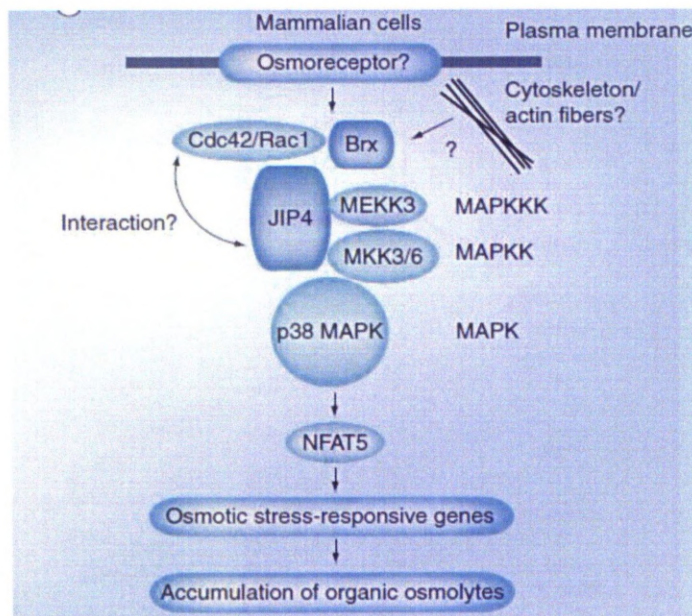 Mammalian cells
Plasma membrane
Osmoreceptor?
Cytoskeleton/
actin fibers?
Cdc42/Rac1
Brx
?
JIP4
MEKK3
MAPKKK
Interaction?
MKK3/6
MAPKK
p38 MAPK
MAPK
NFAT5
Osmotic stress-responsive genes
Accumulation of organic osmolytes